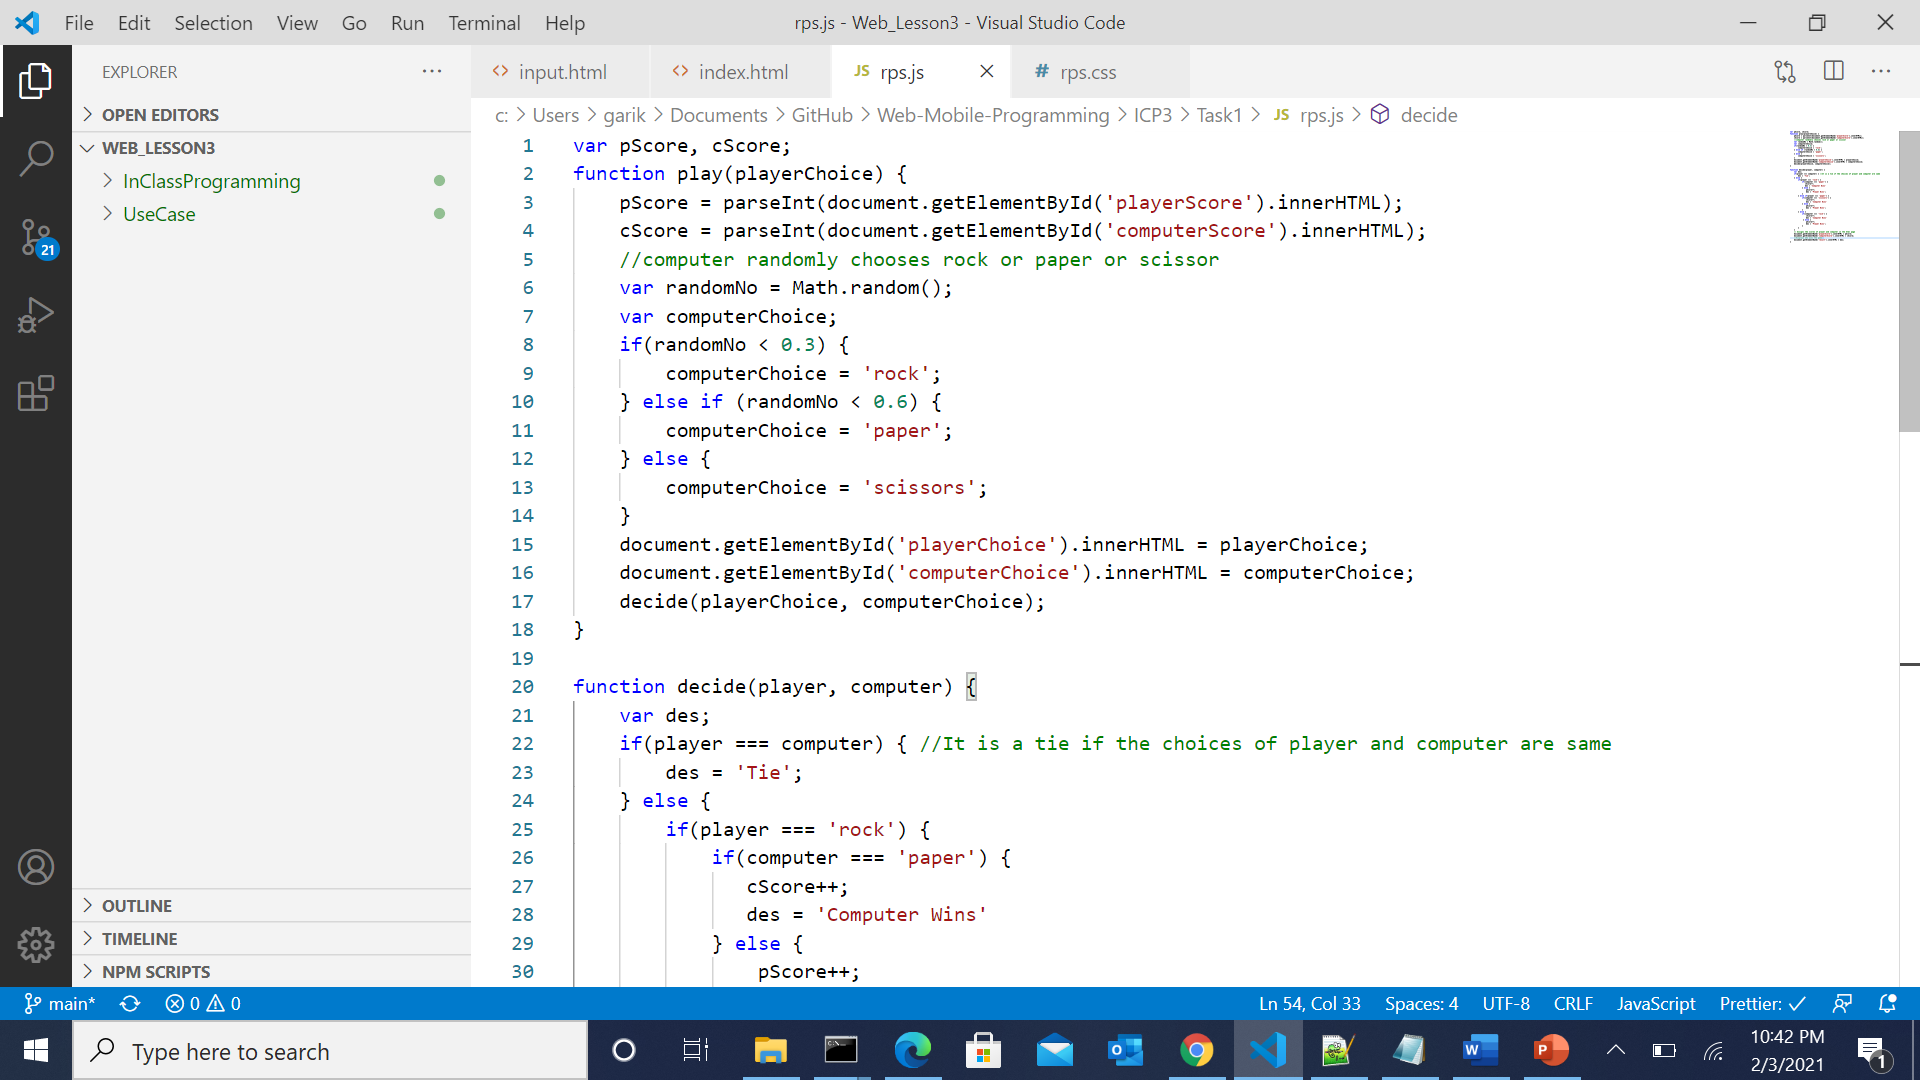 File Edit Selection View Go Run Terminal Help
rps.js - Web_Lesson3 - Visual Studio Code
EXPLORER
OPEN EDITORS
WEB_LESSON3
InClassProgramming
UseCase
21
OUTLINE
TIMELINE
NPM SCRIPTS
<> input.html
<> index.html
JS rps.js
# rps.css
c: > Users > garik > Documents > GitHub > Web-Mobile-Programming > ICP3 > Task1 > JS rps.js > decide
1 var pScore, cScore;
2 function play(playerChoice) {
3 pScore = parseInt(document.getElementById('playerScore').innerHTML);
4 cScore = parseInt(document.getElementById('computerScore').innerHTML);
5 //computer randomly chooses rock or paper or scissor
6 var randomNo = Math.random();
7 var computerChoice;
8 if(randomNo < 0.3) {
9 computerChoice = 'rock';
10 } else if (randomNo < 0.6) {
11 computerChoice = 'paper';
12 } else {
13 computerChoice = 'scissors';
14 }
15 document.getElementById('playerChoice').innerHTML = playerChoice;
16 document.getElementById('computerChoice').innerHTML = computerChoice;
17 decide(playerChoice, computerChoice);
18 }
19
20 function decide(player, computer) {
21 var des;
22 if(player === computer) { //It is a tie if the choices of player and computer are same
23 des = 'Tie';
24 } else {
25 if(player === 'rock') {
26 if(computer === 'paper') {
27 cScore++;
28 des = 'Computer Wins'
29 } else {
30 pScore++;
main* 0 0
Ln 54, Col 33 Spaces: 4 UTF-8 CRLF JavaScript Prettier: ✓
Type here to search
10:42 PM
2/3/2021
1